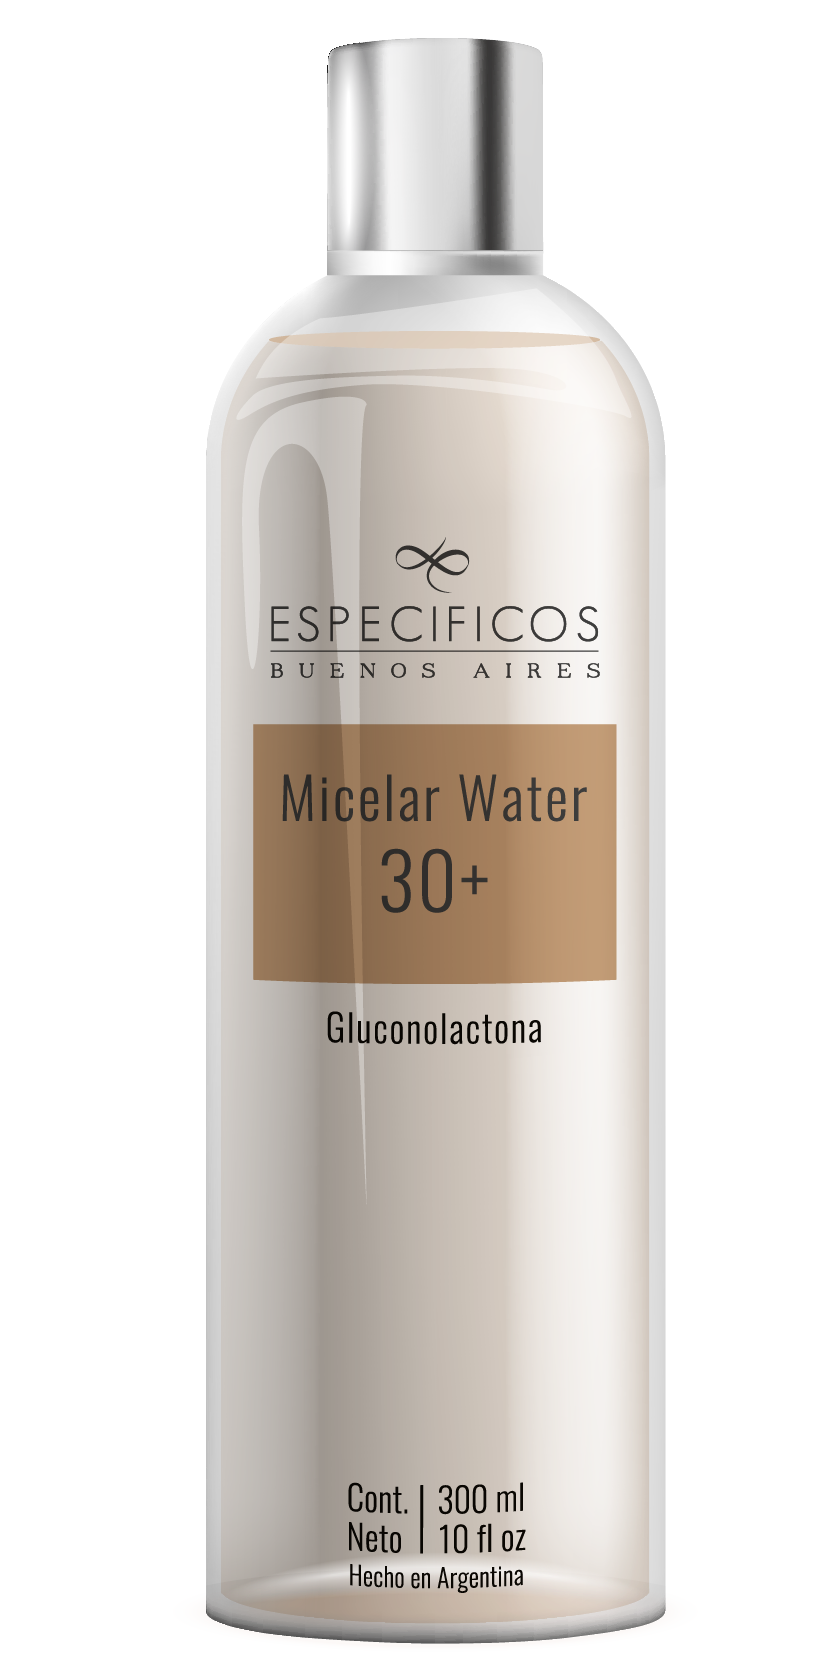 ESPECIFICOS
BUENOS AIRES
Micelar Water
30+
Gluconolactona
Cont. | 300 ml
Neto | 10 fl oz
Hecho en Argentina